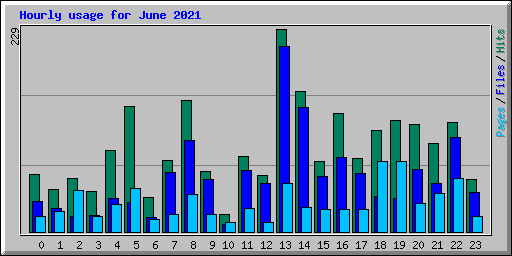 Hourly usage for June 2021
229
Pages / Files / Hits
0 1 2 3 4 5 6 7 8 9 10 11 12 13 14 15 16 17 18 19 20 21 22 23